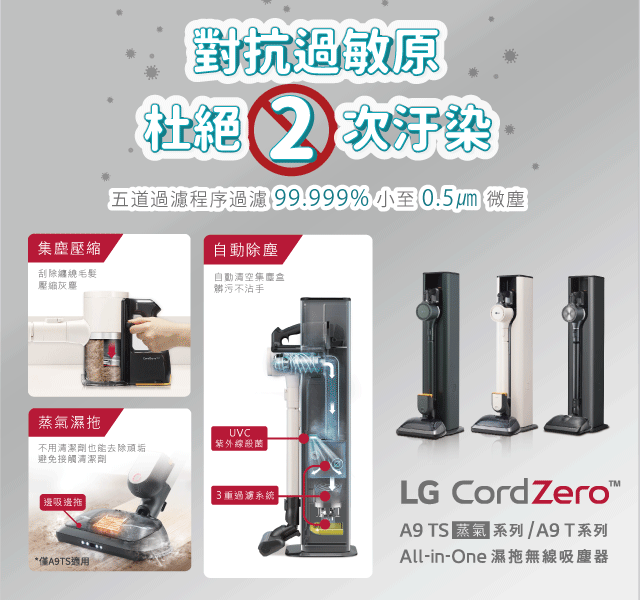 對抗過敏原
杜絕2次汙染
五道過濾程序過濾 99.999% 小至 0.5μm 微塵
集塵壓縮
刮除纏繞毛髮
壓縮灰塵
CordZero™
自動除塵
自動清空集塵盒
髒污不沾手
UVC
紫外線殺菌
3重過濾系統
蒸氣濕拖
不用清潔劑也能去除頑垢
避免接觸清潔劑
邊吸邊拖
*僅A9TS適用
LG CordZero™
A9 TS 蒸氣 系列/A9 T系列
All-in-One 濕拖無線吸塵器